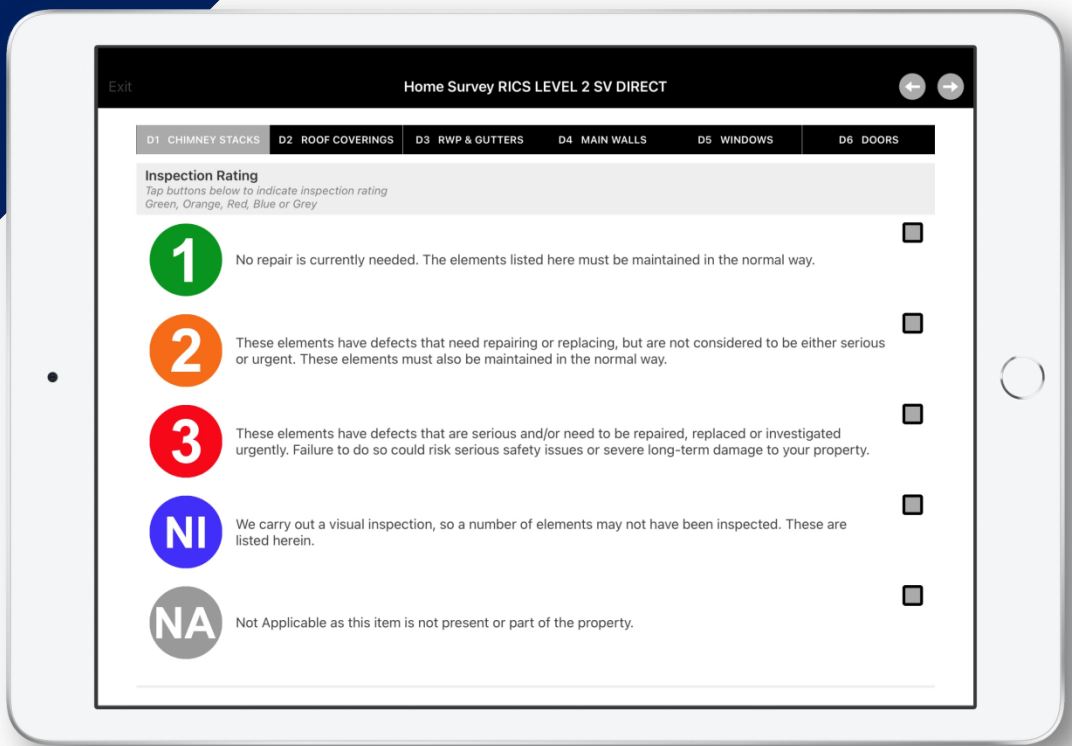 Exit
Home Survey RICS LEVEL 2 SV DIRECT
D1 CHIMNEY STACKS D2 ROOF COVERINGS D3 RWP & GUTTERS D4 MAIN WALLS D5 WINDOWS D6 DOORS
Inspection Rating
Tap buttons below to indicate inspection rating
Green, Orange, Red, Blue or Grey
1
No repair is currently needed. The elements listed here must be maintained in the normal way.
2
These elements have defects that need repairing or replacing, but are not considered to be either serious
or urgent. These elements must also be maintained in the normal way.
3
These elements have defects that are serious and/or need to be repaired, replaced or investigated
urgently. Failure to do so could risk serious safety issues or severe long-term damage to your property.
NI
We carry out a visual inspection, so a number of elements may not have been inspected. These are
listed herein.
NA
Not Applicable as this item is not present or part of the property.